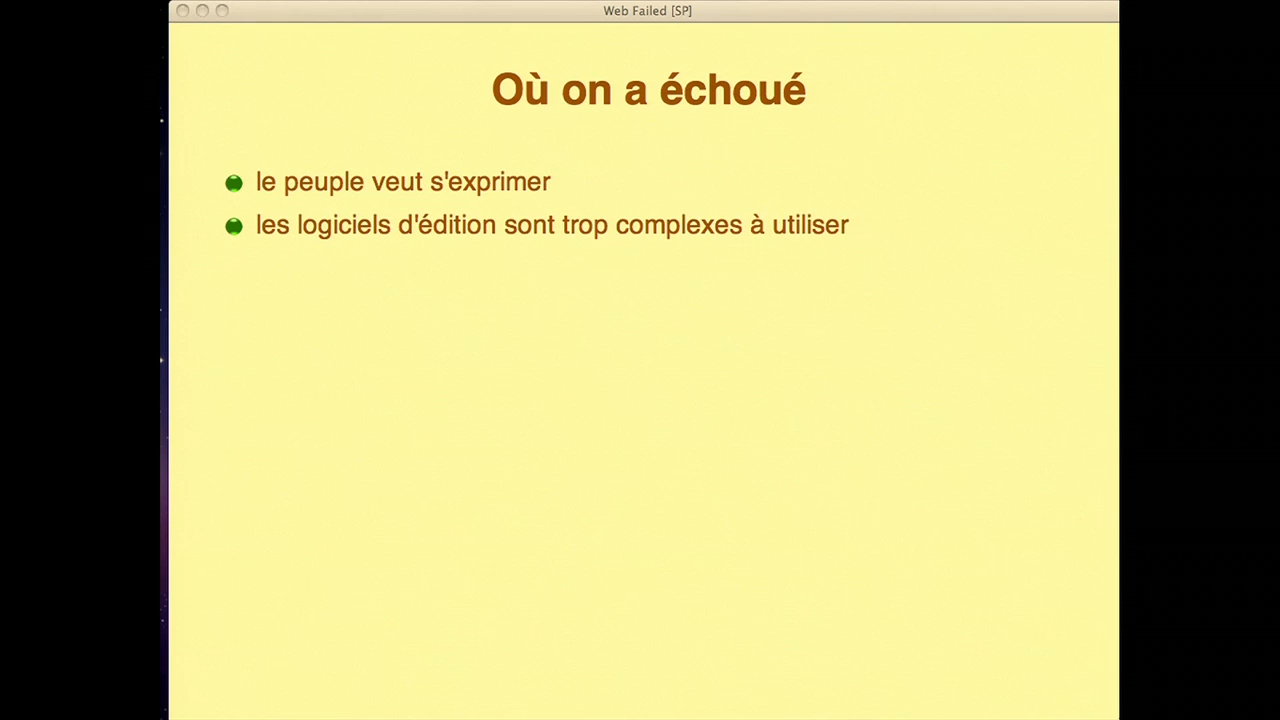 Web Failed [SP]
Où on a échoué
le peuple veut s'exprimer
les logiciels d'édition sont trop complexes à utiliser